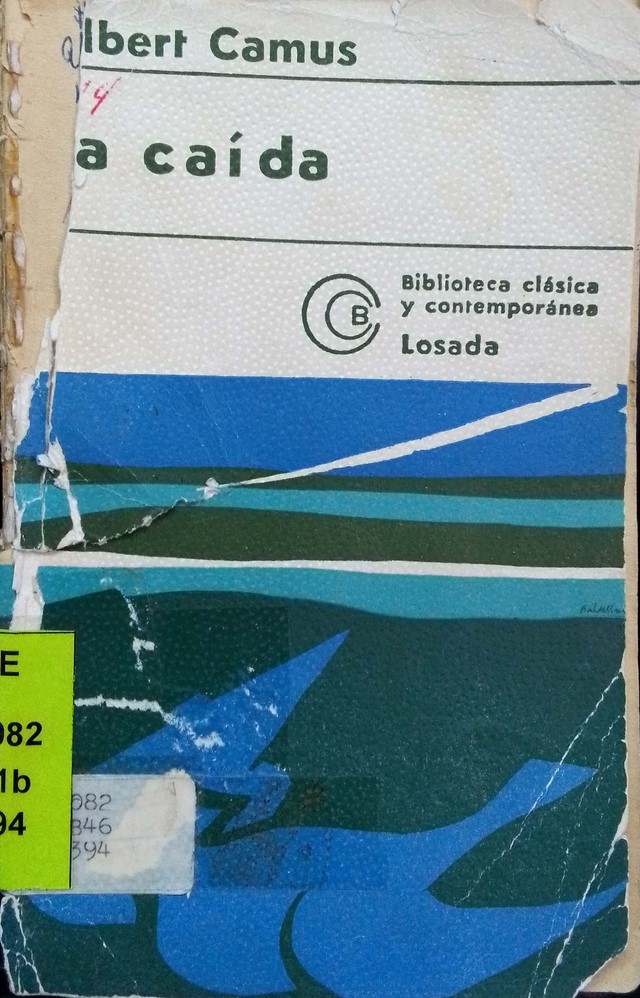 lbert Camus
a caída
Biblioteca clásica
y contemporánea
B
Losada
E
082
1b
94
082
846
394